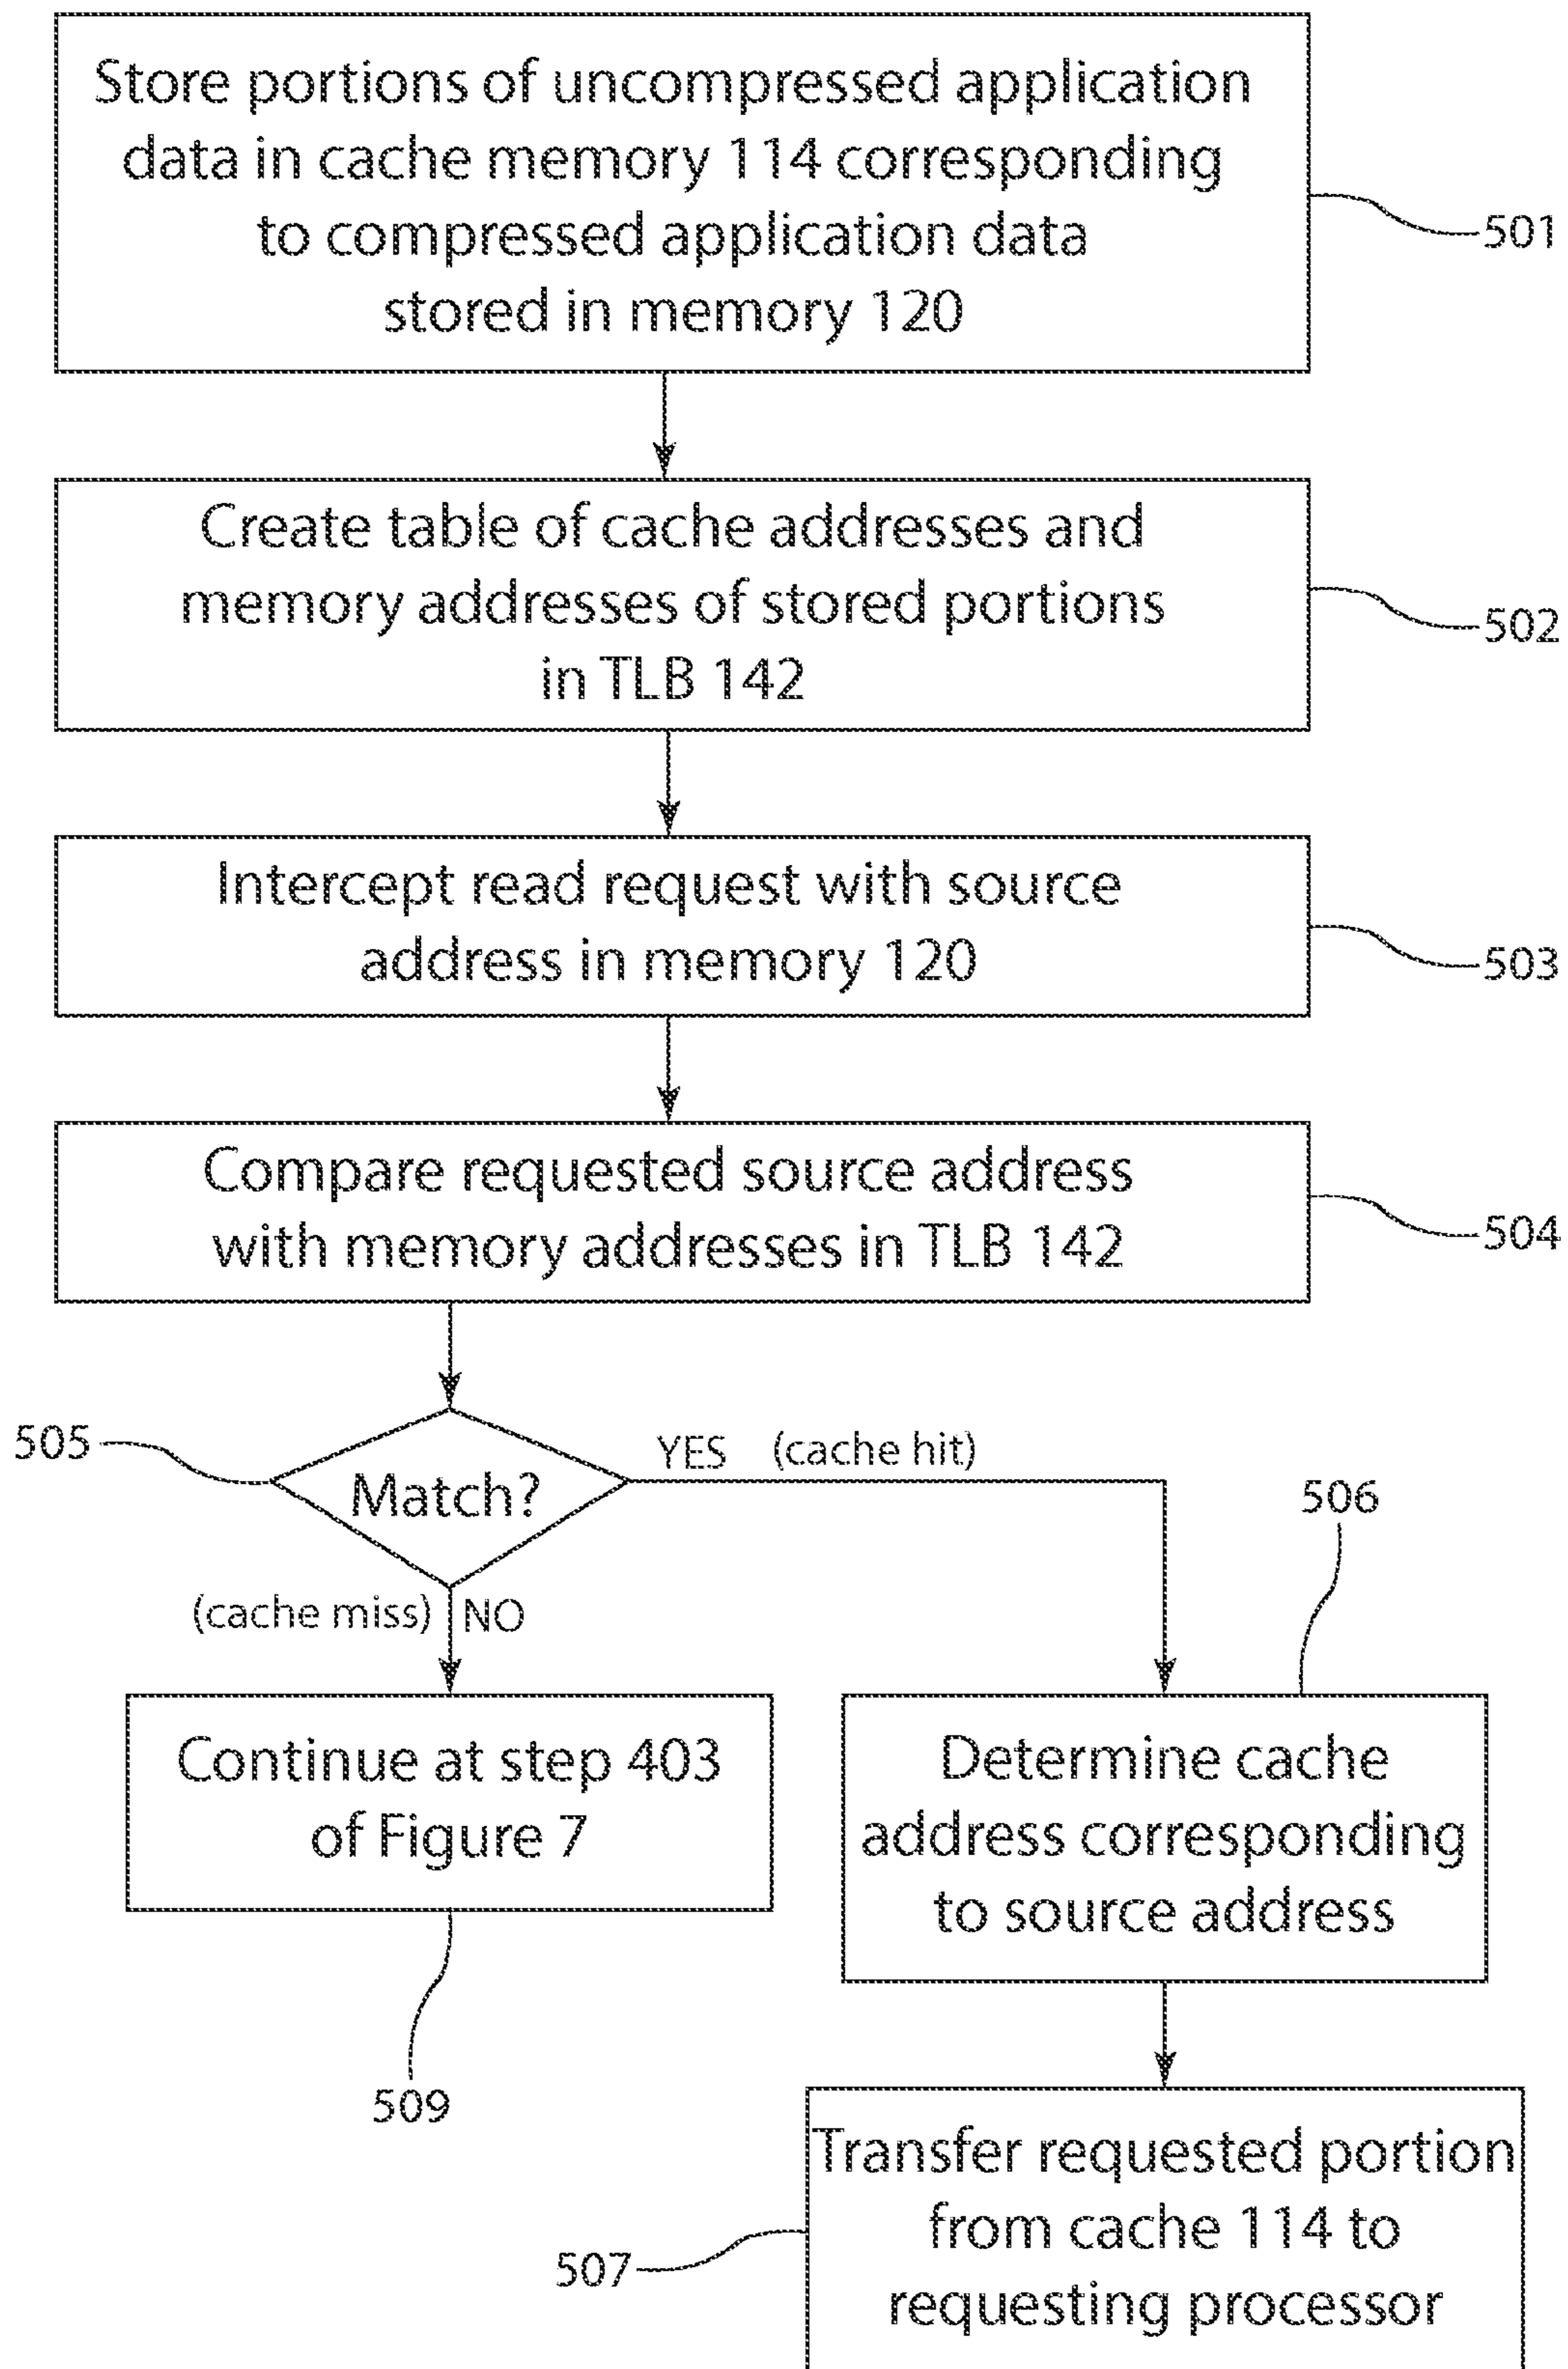 Store portions of uncompressed application
data in cache memory 114 corresponding
to compressed application data
stored in memory 120
501
Create table of cache addresses and
memory addresses of stored portions
in TLB 142
502
Intercept read request with source
address in memory 120
503
Compare requested source address
with memory addresses in TLB 142
504
505
Match?
YES (cache hit)
(cache miss) NO
506
Continue at step 403
of Figure 7
509
Determine cache
address corresponding
to source address
Transfer requested portion
from cache 114 to
requesting processor
507